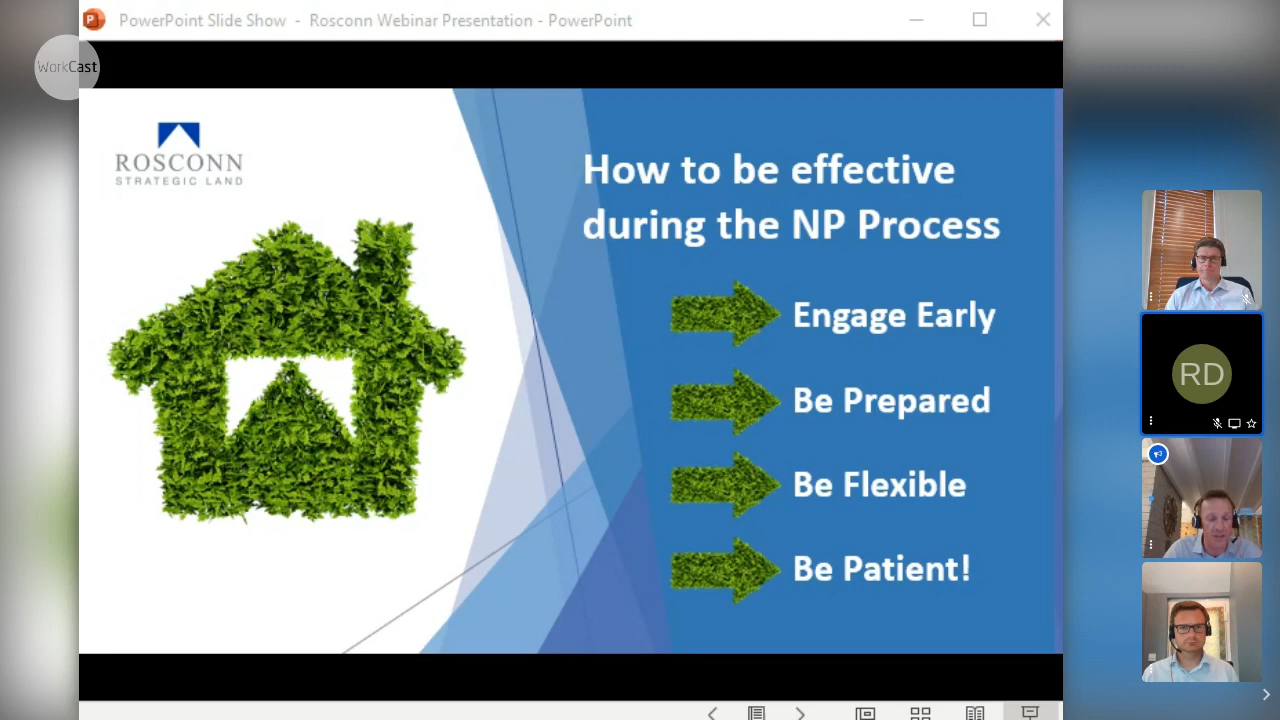 PowerPoint Slide Show - Rosconn Webinar Presentation - PowerPoint
WorkCast
ROSCONN
STRATEGIC LAND
How to be effective
during the NP Process
Engage Early
Be Prepared
Be Flexible
Be Patient!
RD